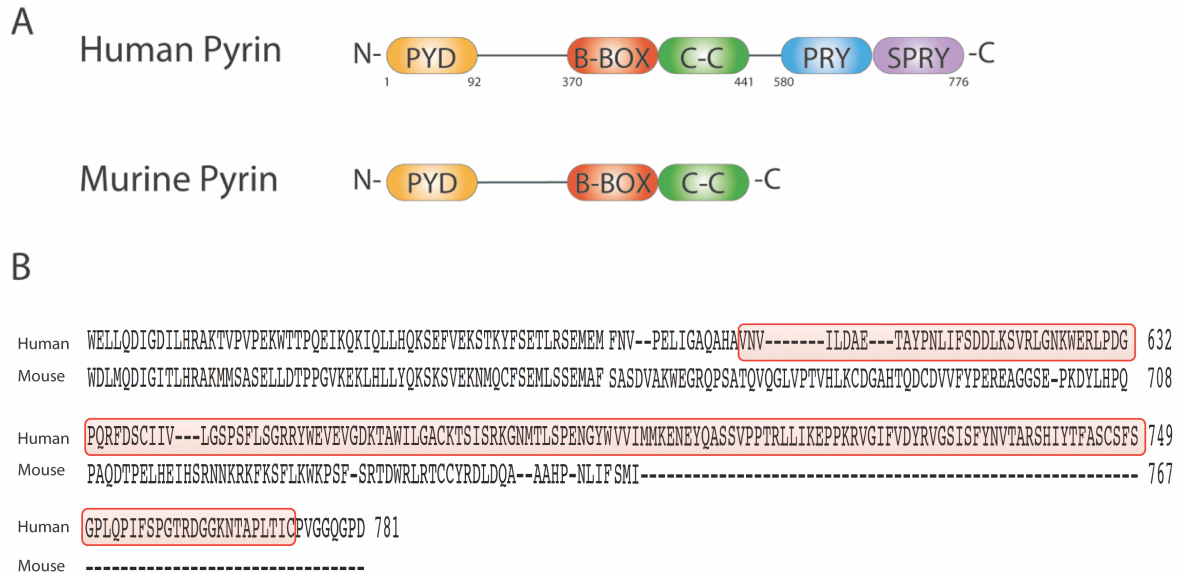 A
Human Pyrin N- PYD B-BOX C-C PRY SPRY -C
1 92 370 441 580 776
Murine Pyrin N- PYD B-BOX C-C -C
B
Human WELLQDIGDILHRAKTVPVPEKWTTPQEIKQKIQLLHQKSEFVEKSTKYFSETLRSEMEM FNV--PELIGAQAHAVNV-------ILDAE---TAYPNLIFSDDLKSVRLGNKWERLPDG 632
Mouse WDLMQDIGITLHRAKMMSASELLDTPPGVKEKLHLLYQKSKSVEKNMQCFSEMLSSEMAF SASDVAKWEGRQPSATQVQGLVPTVHLKCDGAHTQDCDVVFYPEREAGGSE-PKDYLHPQ 708
Human PQRFDSCIIV---LGSPSFLSGRRYWEVEVGDKTAWILGACKTSISRKGNMTLSPENGYWVVIMMKENEYQASSVPPTRLLIKEPPKRVGIFVDYRVGSISFYNVTARSHIYTFASCSFS 749
Mouse PAQDTPELHEIHSRNNKRKFKSFLKWKPSF-SRTDWRLRTCCYRDLDQA--AAHP-NLIFSMI--------------------------------------------------------- 767
Human GPLQPIFSPGTRDGGKNTAPLTICPVGGQGPD 781
Mouse --------------------------------